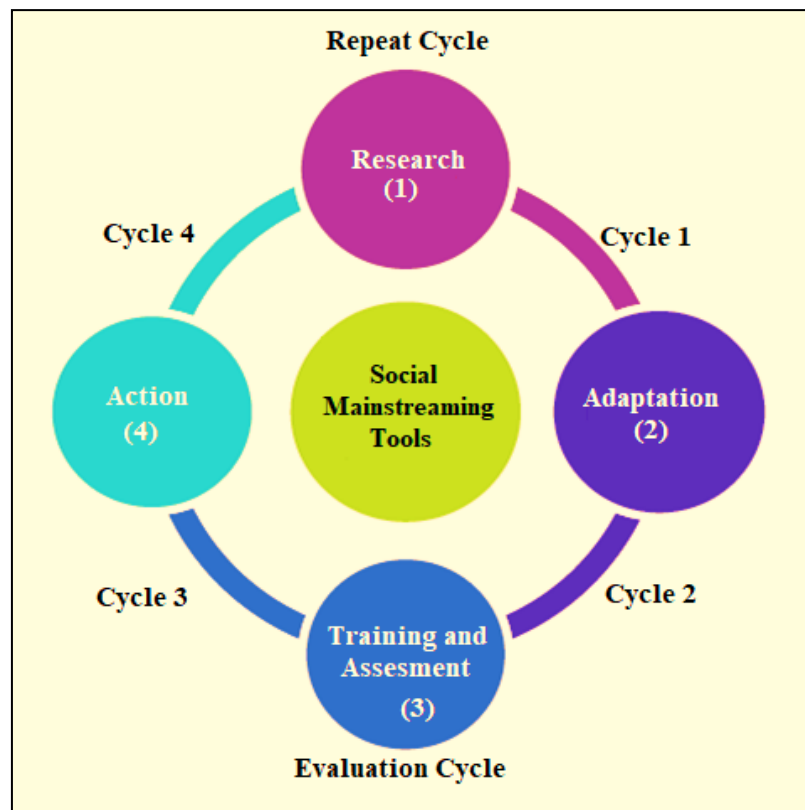 Repeat Cycle
Research
(1)
Cycle 4
Cycle 1
Social
Mainstreaming
Tools
Action
(4)
Adaptation
(2)
Cycle 3
Cycle 2
Training and
Assesment
(3)
Evaluation Cycle